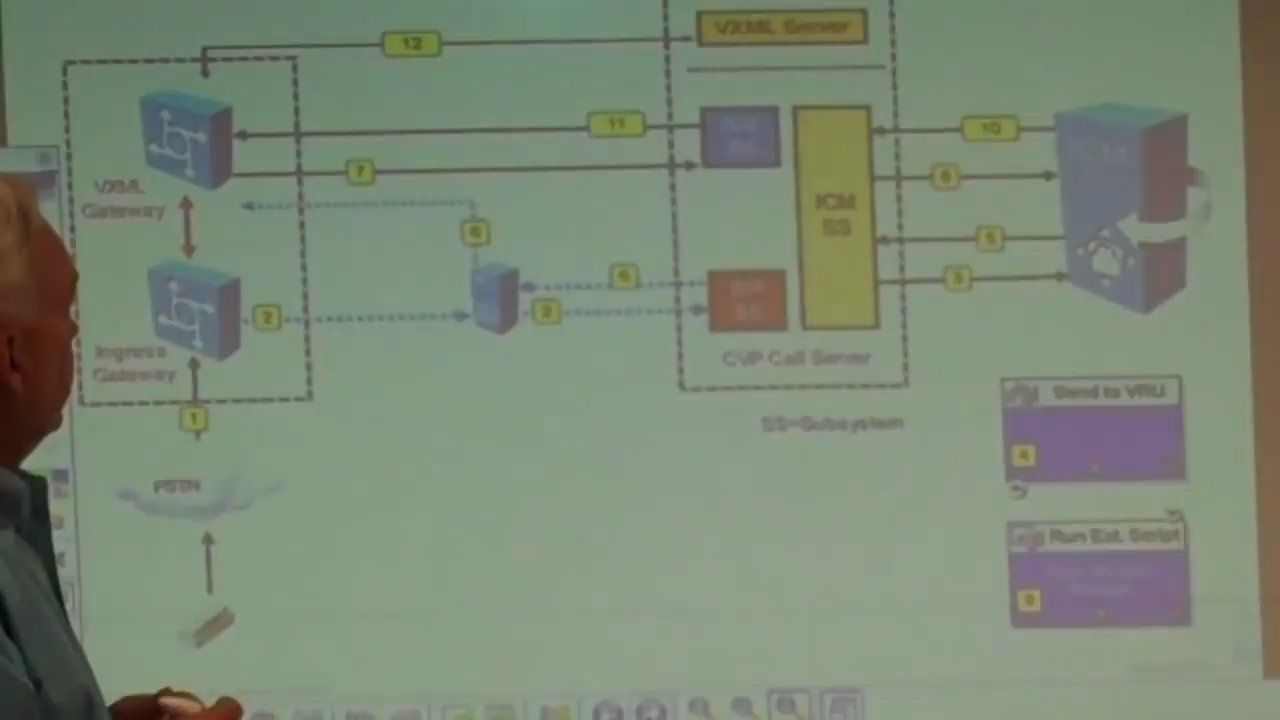 VXML Server
12
11
10
7
8
VXML
Gateway
ICM
SS
6
5
6
2
2
3
Ingress
Gateway
CVP Call Server
1
Send to VRU
SS=Subsystem
4
PSTN
Run Ext. Script
9